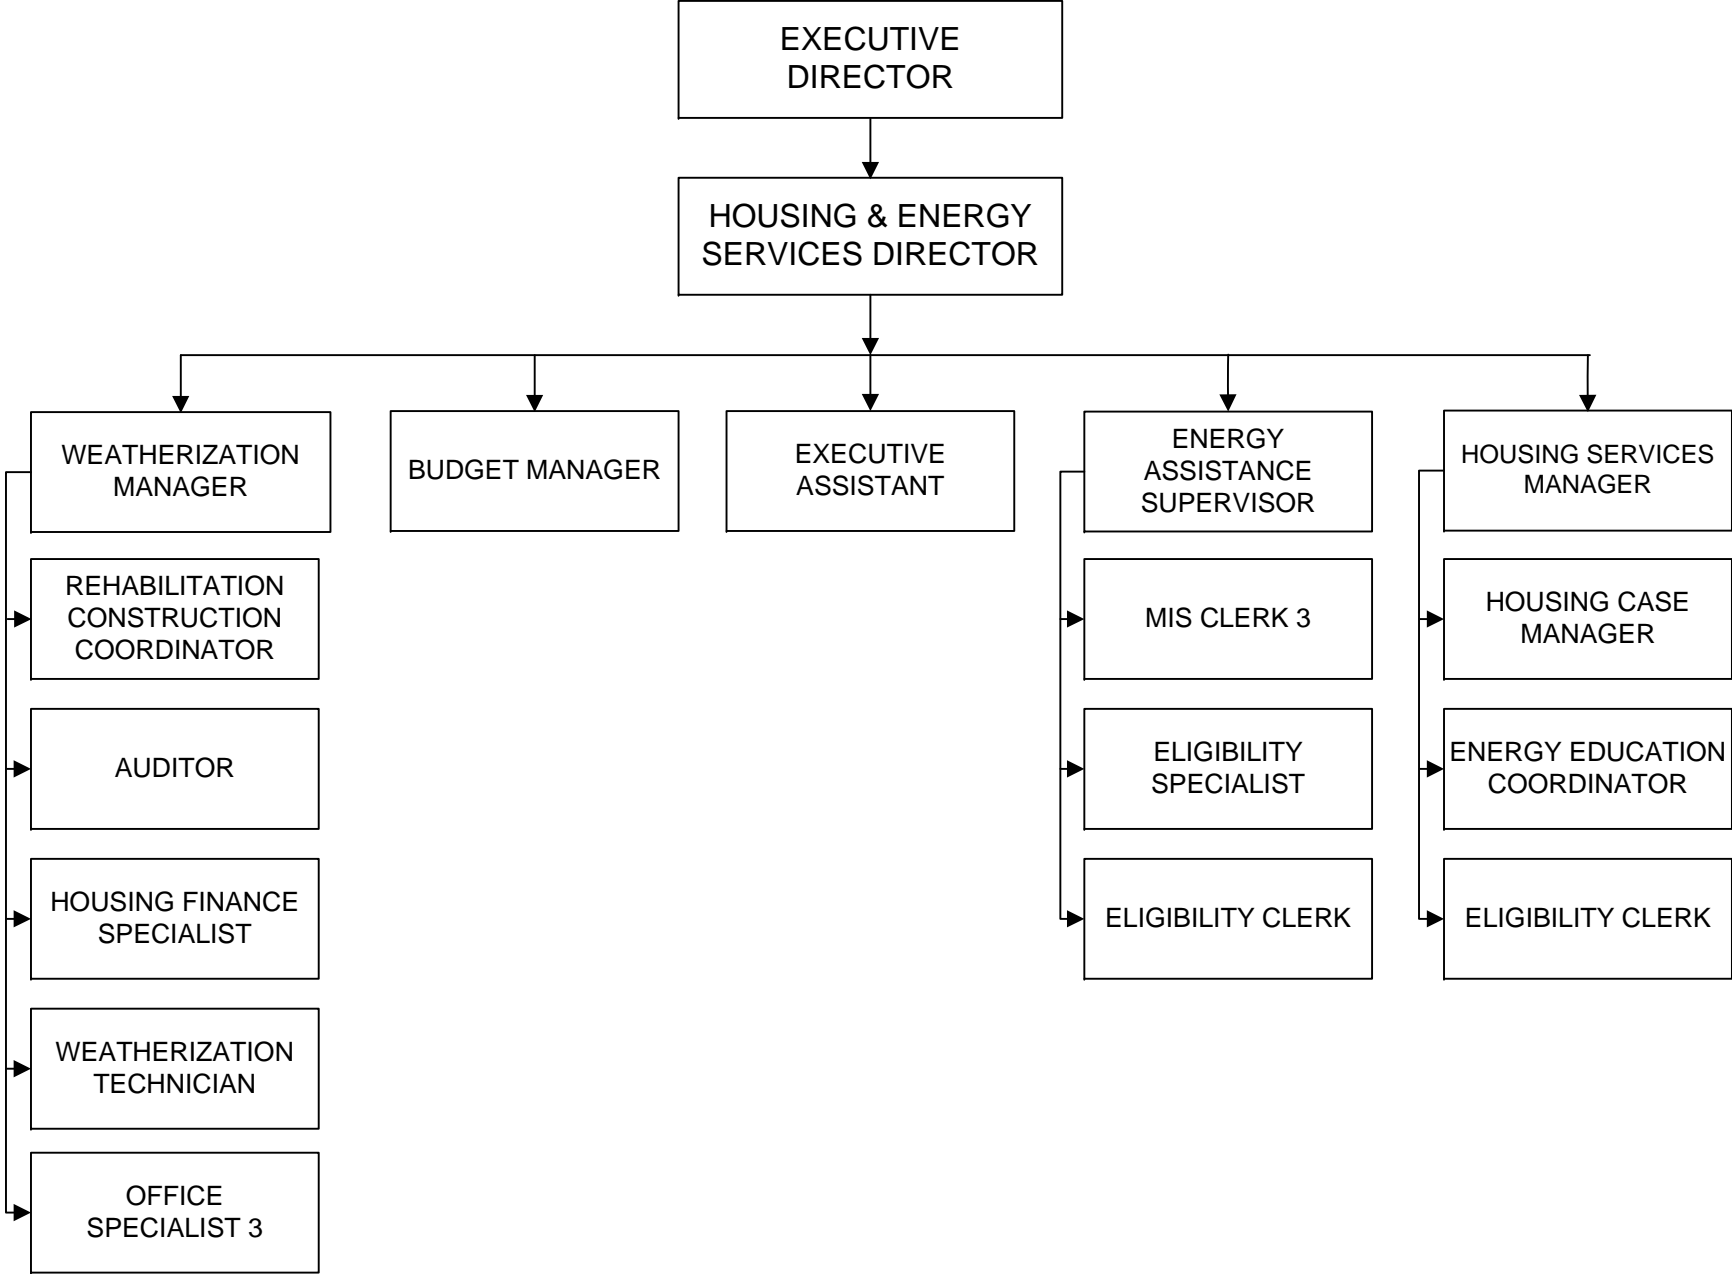 EXECUTIVE
DIRECTOR
HOUSING & ENERGY
SERVICES DIRECTOR
WEATHERIZATION
MANAGER
BUDGET MANAGER
EXECUTIVE
ASSISTANT
ENERGY
ASSISTANCE
SUPERVISOR
HOUSING SERVICES
MANAGER
REHABILITATION
CONSTRUCTION
COORDINATOR
MIS CLERK 3
HOUSING CASE
MANAGER
AUDITOR
ELIGIBILITY
SPECIALIST
ENERGY EDUCATION
COORDINATOR
HOUSING FINANCE
SPECIALIST
ELIGIBILITY CLERK
ELIGIBILITY CLERK
WEATHERIZATION
TECHNICIAN
OFFICE
SPECIALIST 3